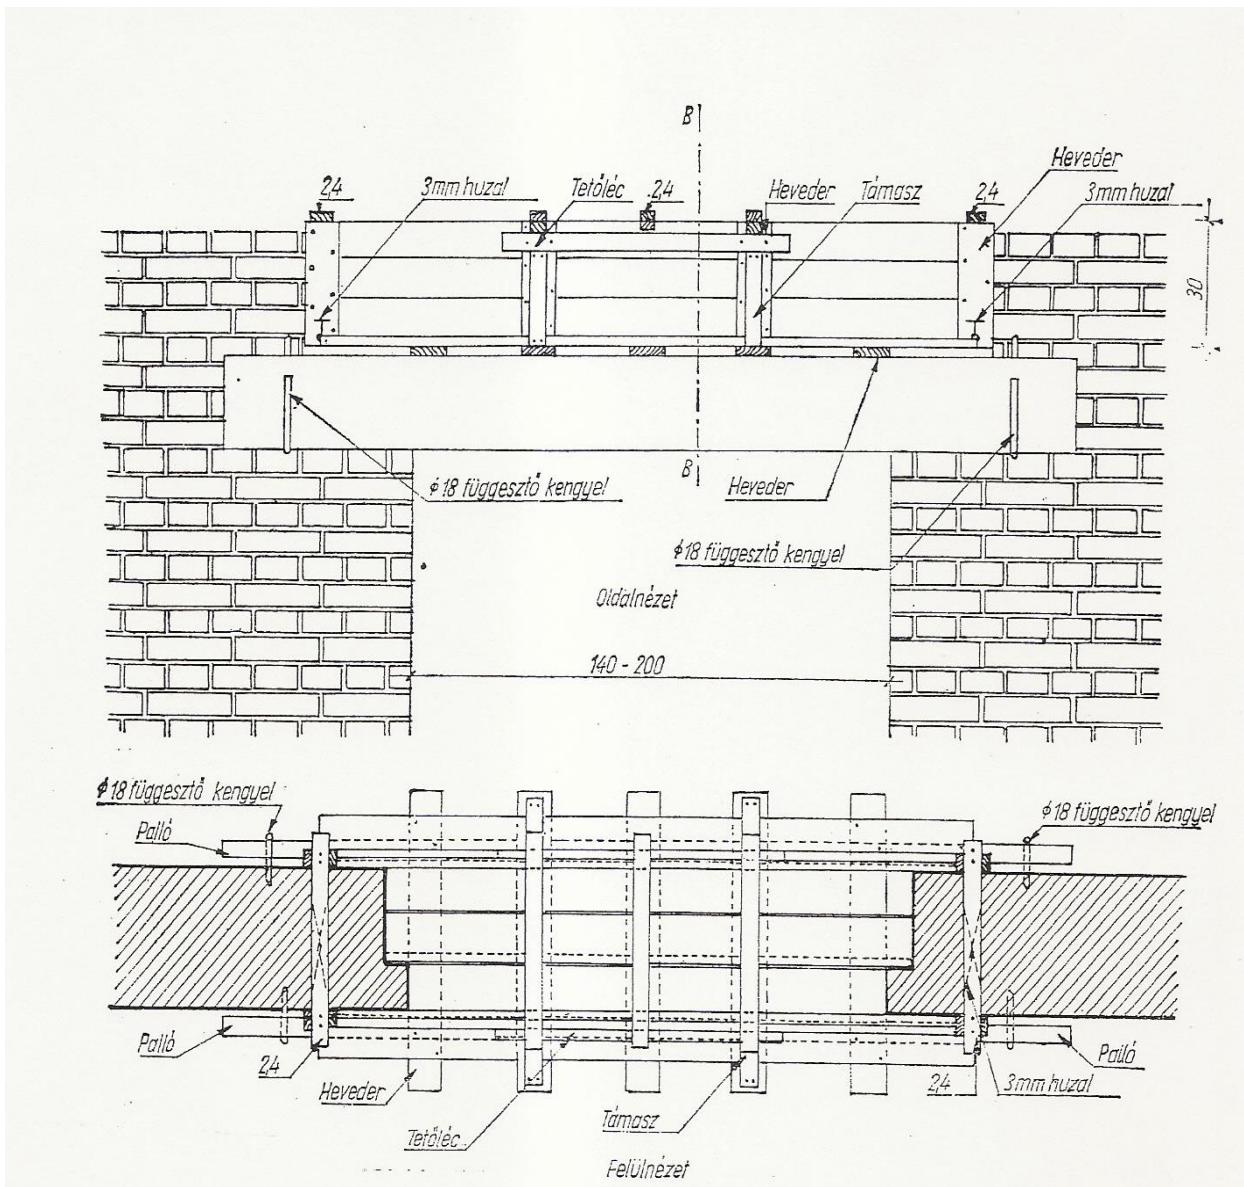 B
Heveder
2,4
3mm huzal
Tetőléc
2,4
Heveder
Támasz
2,4
3mm huzal
30
ϕ18 függesztő kengyel
B
Heveder
ϕ18 függesztő kengyel
Oldalnézet
140 - 200
ϕ18 függesztő kengyel
Palló
ϕ18 függesztő kengyel
Palló
2,4
Heveder
Tetőléc
Támasz
2,4
3mm huzal
Palló
Felülnézet